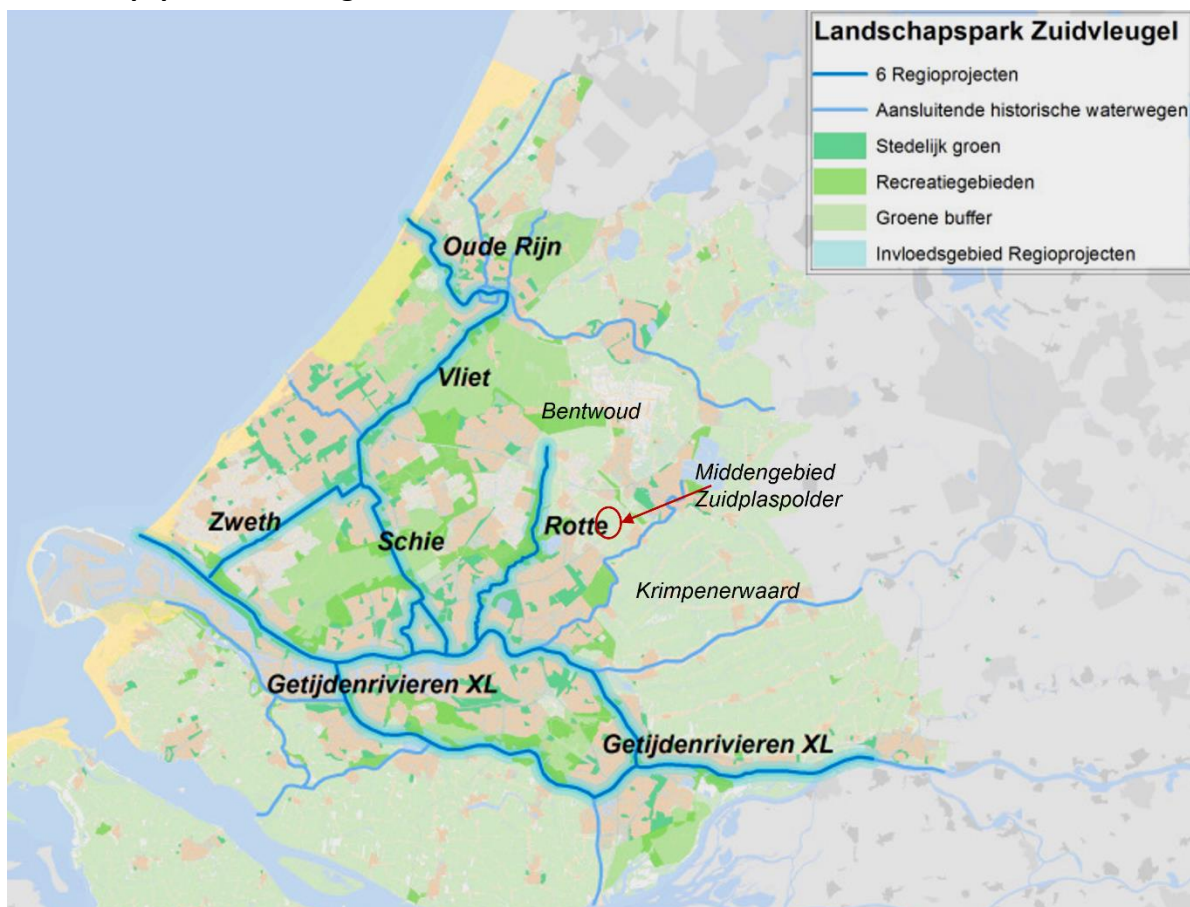 Landschapspark Zuidvleugel
6 Regioprojecten
Aansluitende historische waterwegen
Stedelijk groen
Recreatiegebieden
Groene buffer
Invloedsgebied Regioprojecten
Oude Rijn
Vliet
Bentwoud
Middengebied
Zuidplaspolder
Zweth
Schie
Rotte
Krimpenerwaard
Getijdenrivieren XL
Getijdenrivieren XL